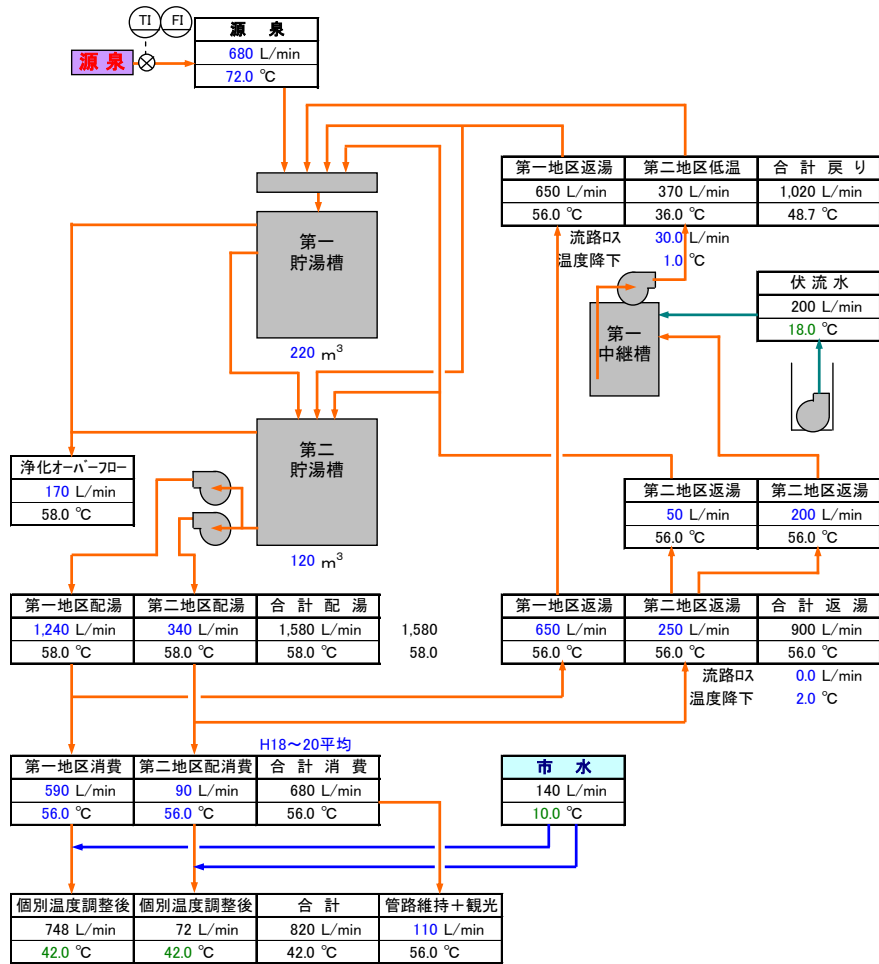 TI FI
源 泉
680 L/min
72.0 ℃
源 泉
第一地区返湯 第二地区低温 合 計 戻 り
650 L/min 370 L/min 1,020 L/min
56.0 ℃ 36.0 ℃ 48.7 ℃
流路ロス 30.0 L/min
温度降下 1.0 ℃
第一
貯湯槽
220 m³
第一
中継槽
伏 流 水
200 L/min
18.0 ℃
第二
貯湯槽
120 m³
浄化オーバーフロー
170 L/min
58.0 ℃
第二地区返湯 第二地区返湯
50 L/min 200 L/min
56.0 ℃ 56.0 ℃
第一地区配湯 第二地区配湯 合 計 配 湯
1,240 L/min 340 L/min 1,580 L/min 1,580
58.0 ℃ 58.0 ℃ 58.0 ℃ 58.0
第一地区返湯 第二地区返湯 合 計 返 湯
650 L/min 250 L/min 900 L/min
56.0 ℃ 56.0 ℃ 56.0 ℃
流路ロス 0.0 L/min
温度降下 2.0 ℃
H18～20平均
第一地区消費 第二地区配消費 合 計 消 費
590 L/min 90 L/min 680 L/min
56.0 ℃ 56.0 ℃ 56.0 ℃
市 水
140 L/min
10.0 ℃
個別温度調整後 個別温度調整後 合 計 管路維持＋観光
748 L/min 72 L/min 820 L/min 110 L/min
42.0 ℃ 42.0 ℃ 42.0 ℃ 56.0 ℃